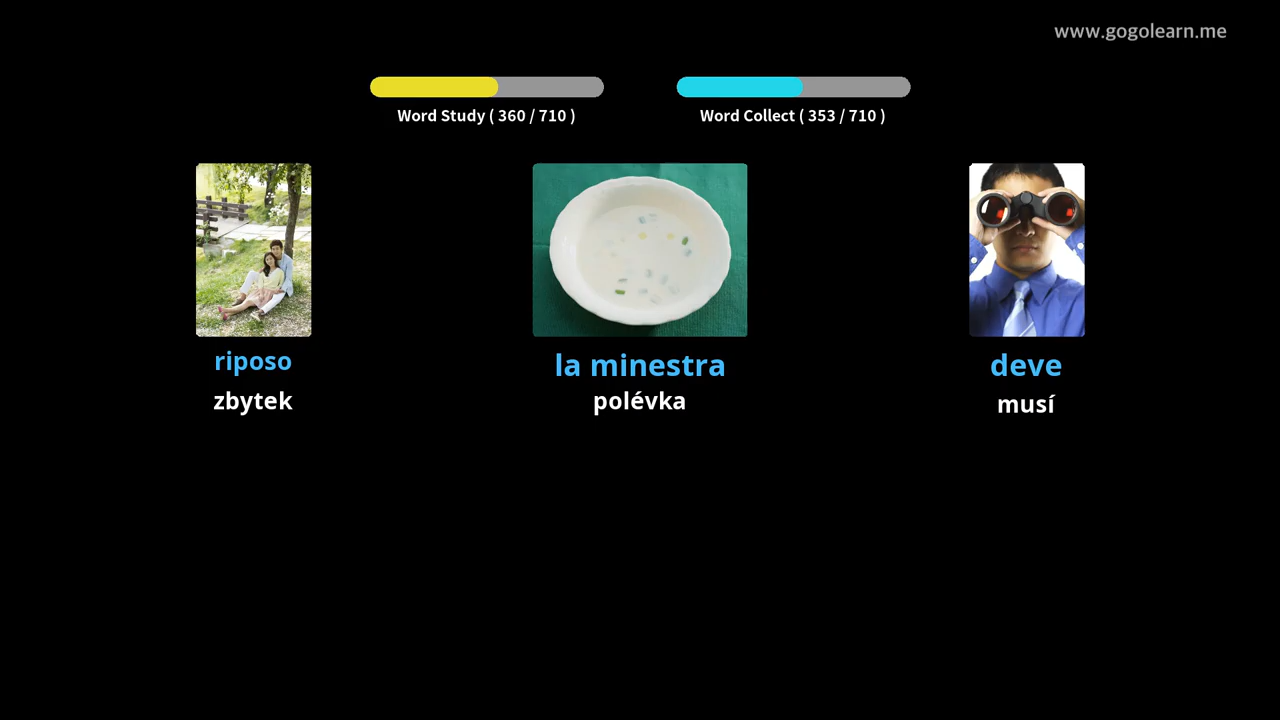 www.gogolearn.me
Word Study ( 360 / 710 )
Word Collect ( 353 / 710 )
riposo
zbytek
la minestra
polévka
deve
musí